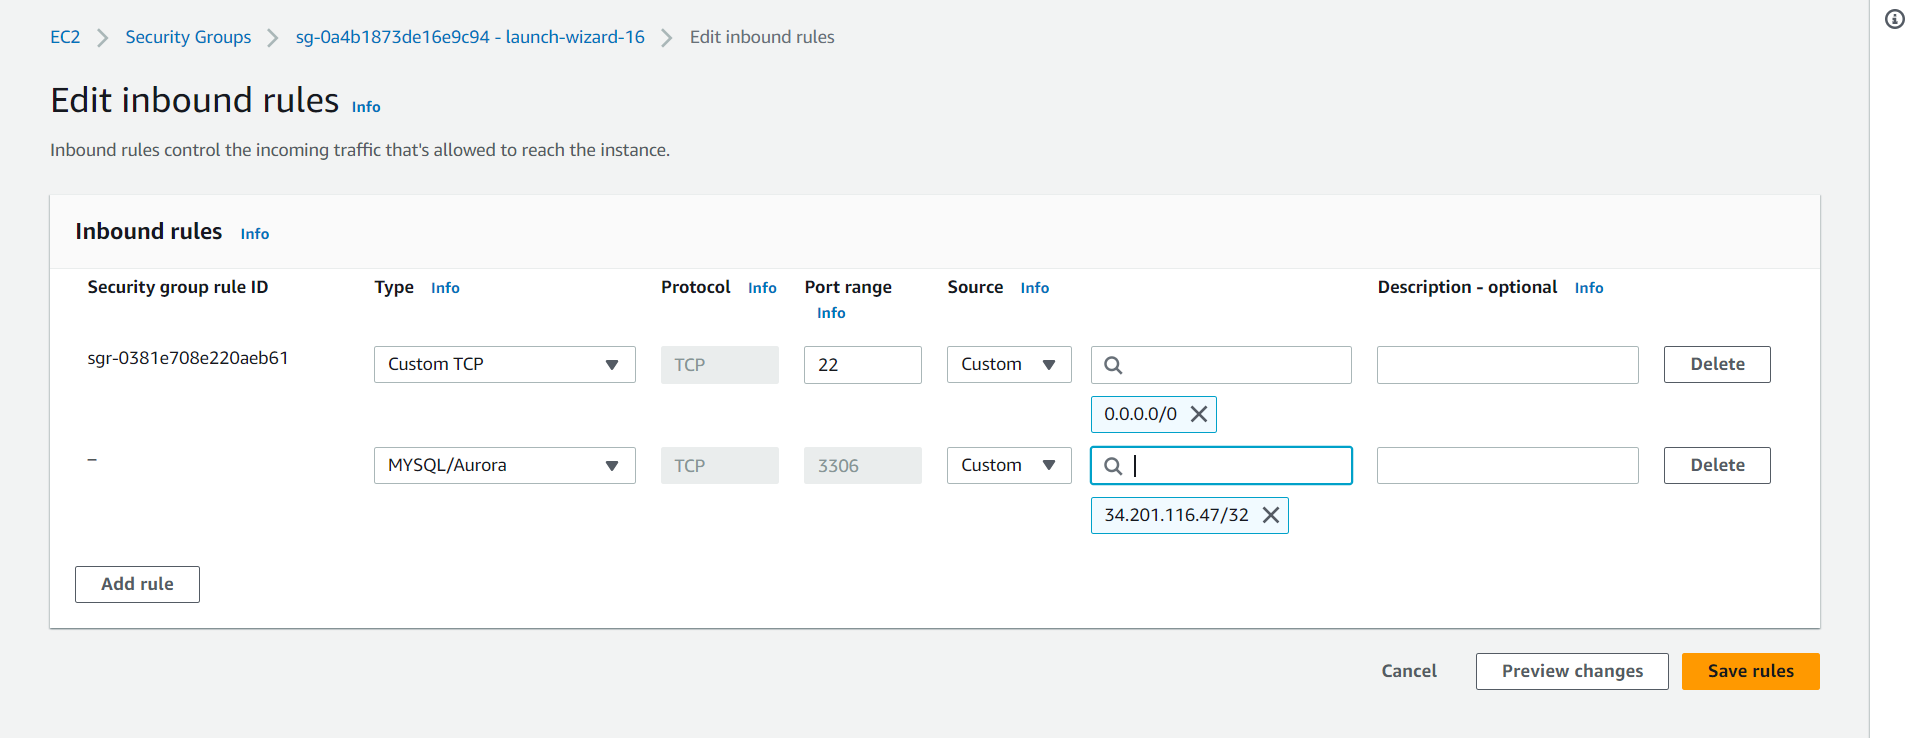 EC2 > Security Groups > sg-0a4b1873de16e9c94 - launch-wizard-16 > Edit inbound rules
Edit inbound rules Info
Inbound rules control the incoming traffic that's allowed to reach the instance.
Inbound rules Info
Security group rule ID Type Info Protocol Info Port range Info Source Info Description - optional Info
sgr-0381e708e220aeb61 Custom TCP TCP 22 Custom Delete
0.0.0.0/0
– MYSQL/Aurora TCP 3306 Custom Delete
34.201.116.47/32
Add rule
Cancel Preview changes Save rules